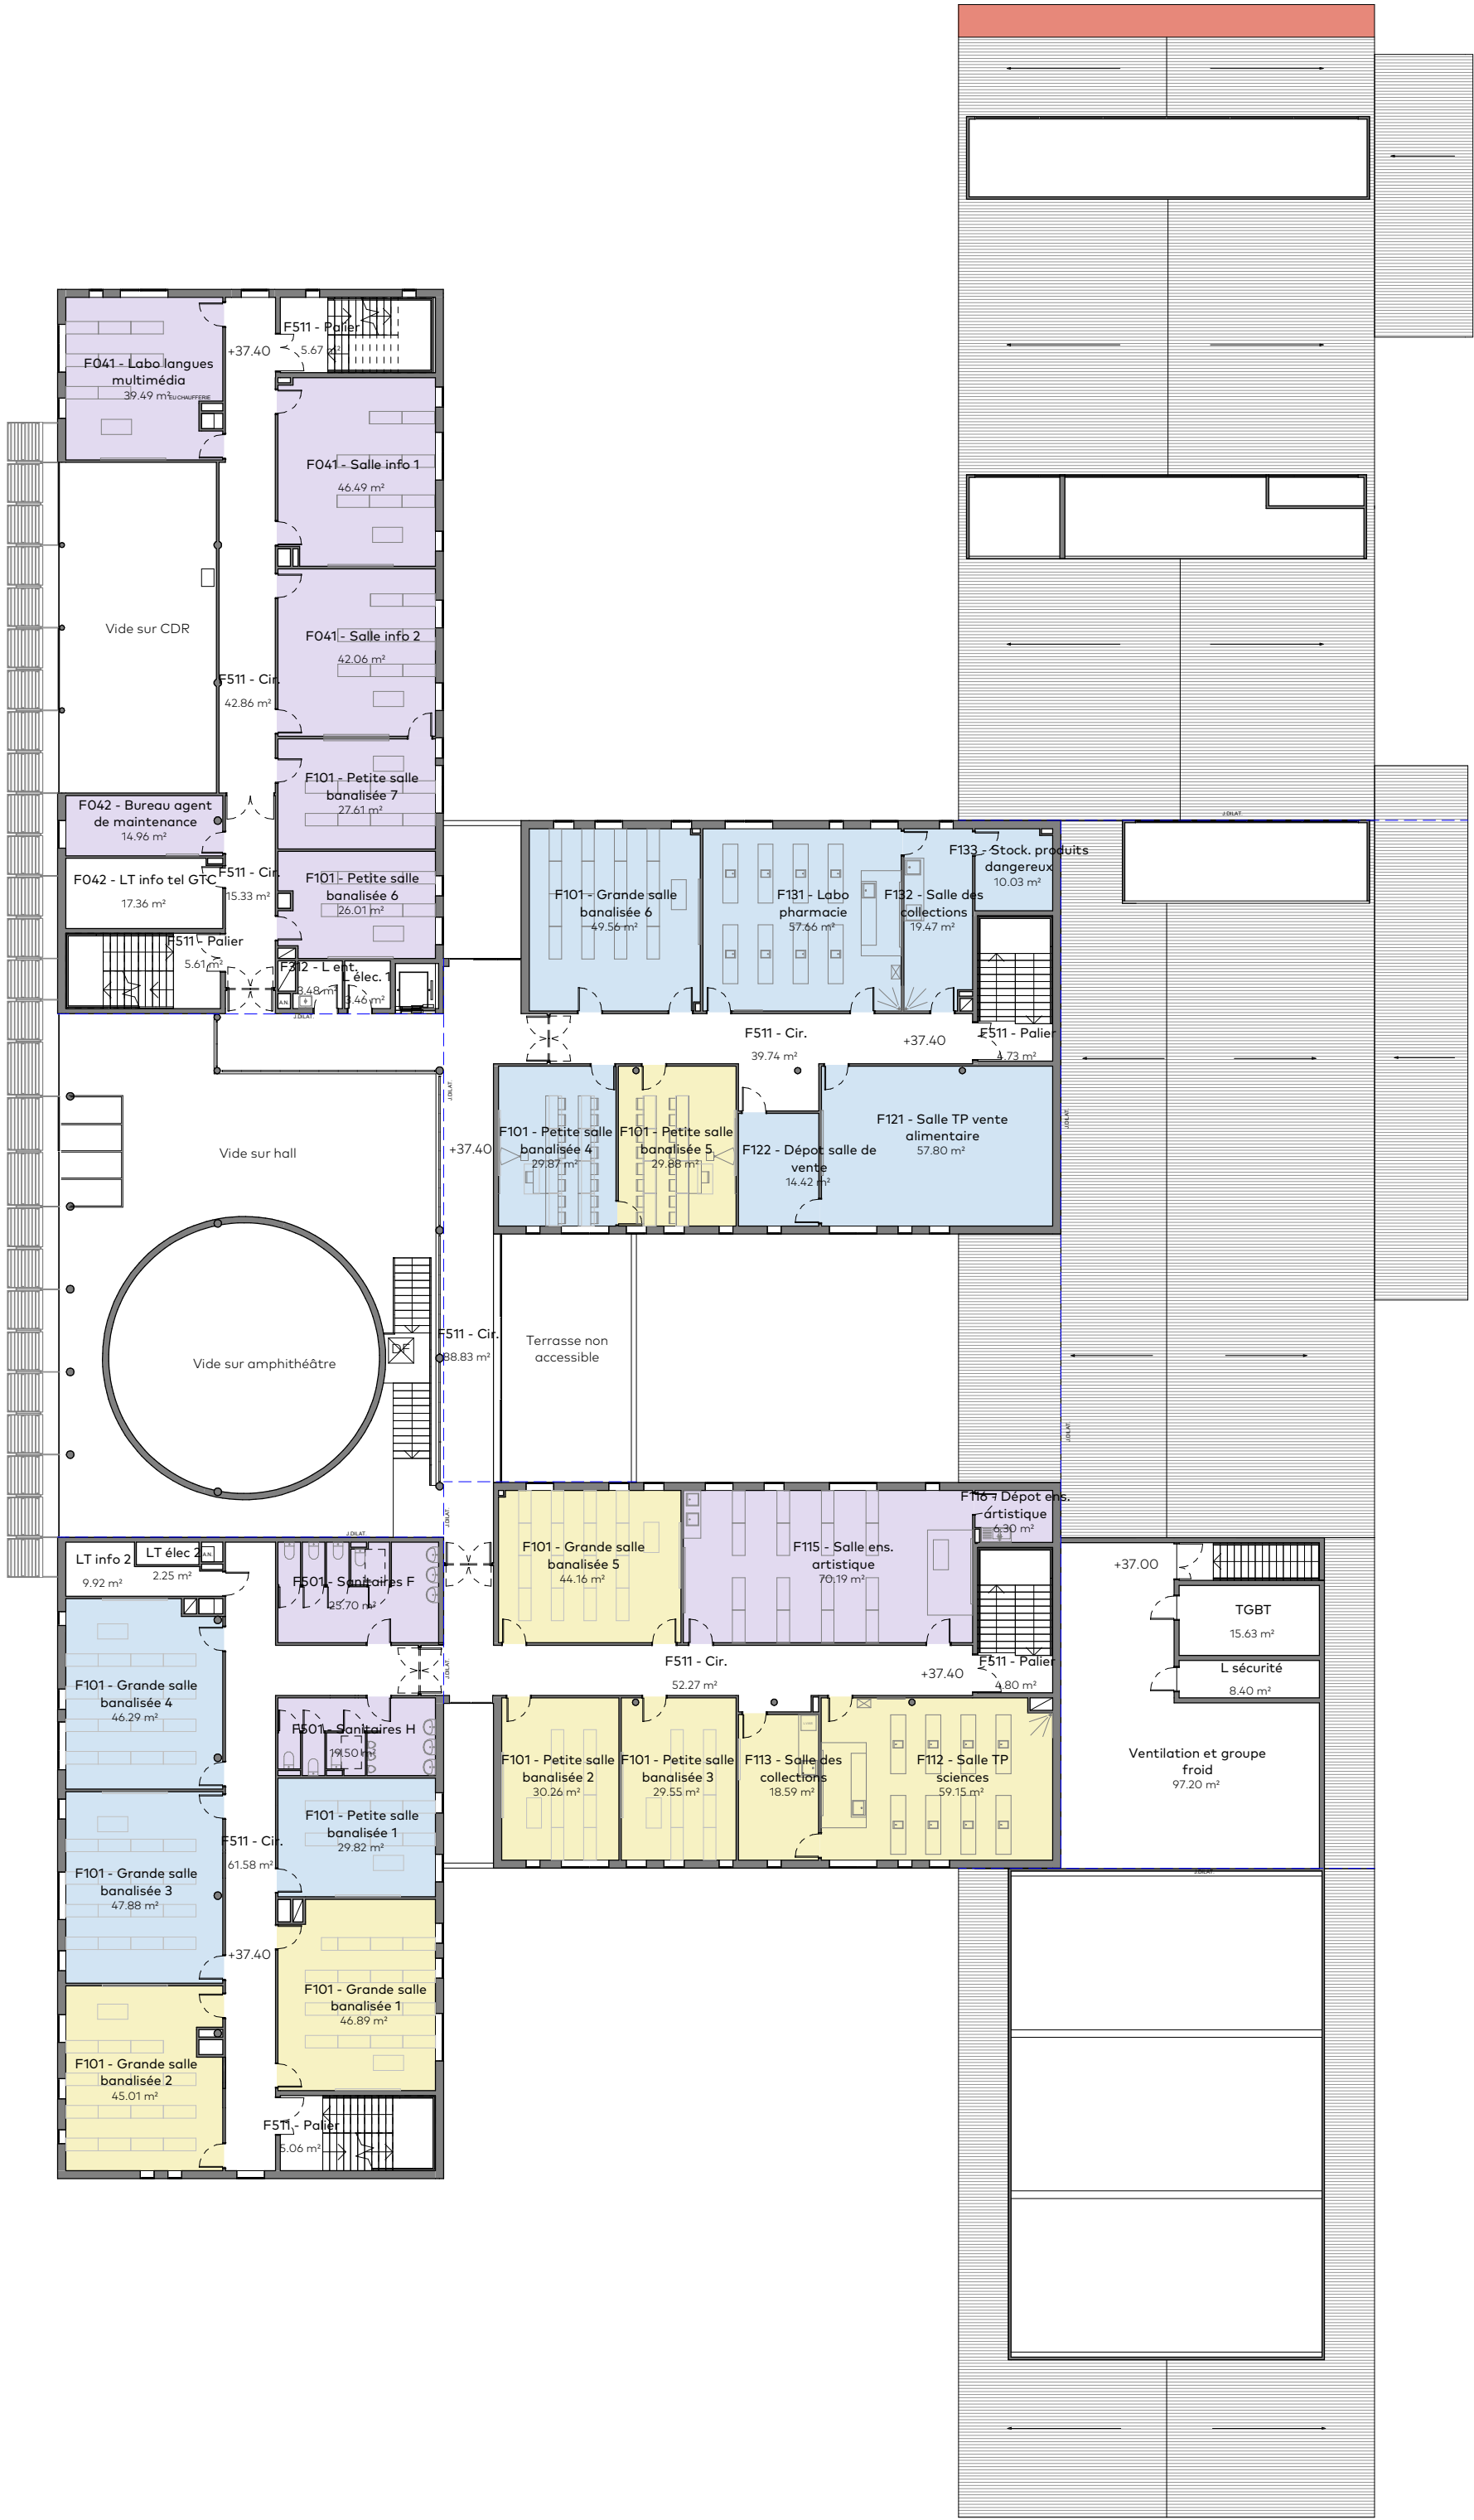 F511 - Palier
5.67 m²
+37.40
F041 - Labo langues
multimédia
39.49 m²
EU CHAUFFERIE
F041 - Salle info 1
46.49 m²
Vide sur CDR
F041 - Salle info 2
42.06 m²
F511 - Cir.
42.86 m²
F101 - Petite salle
banalisée 7
27.61 m²
F042 - Bureau agent
de maintenance
14.96 m²
J.DILAT.
F042 - LT info tel GTC
17.36 m²
F511 - Cir.
15.33 m²
F101 - Petite salle
banalisée 6
26.01 m²
F511 - Palier
5.61 m²
F312 - L ent.
3.48 m²
L élec. 1
3.46 m²
A.N.
J.DILAT.
F101 - Grande salle
banalisée 6
49.56 m²
F131 - Labo
pharmacie
57.66 m²
F132 - Salle des
collections
19.47 m²
F133 - Stock. produits
dangereux
10.03 m²
F511 - Cir.
39.74 m²
+37.40
F511 - Palier
4.73 m²
J.DILAT.
J.DILAT.
Vide sur hall
+37.40
F101 - Petite salle
banalisée 4
29.87 m²
F101 - Petite salle
banalisée 5
29.88 m²
F122 - Dépot salle de
vente
14.42 m²
F121 - Salle TP vente
alimentaire
57.80 m²
Vide sur amphithéâtre
DF
F511 - Cir.
88.83 m²
Terrasse non
accessible
J.DILAT.
J.DILAT.
J.DILAT.
LT info 2
9.92 m²
LT élec 2
2.25 m²
A.N.
F501 - Sanitaires F
25.70 m²
F101 - Grande salle
banalisée 5
44.16 m²
F115 - Salle ens.
artistique
70.19 m²
F116 - Dépot ens.
artistique
6.30 m²
+37.00
TGBT
15.63 m²
L sécurité
8.40 m²
J.DILAT.
F511 - Cir.
52.27 m²
+37.40
F511 - Palier
4.80 m²
F101 - Grande salle
banalisée 4
46.29 m²
F501 - Sanitaires H
19.50 m²
F101 - Petite salle
banalisée 2
30.26 m²
F101 - Petite salle
banalisée 3
29.55 m²
F113 - Salle des
collections
18.59 m²
F112 - Salle TP
sciences
59.15 m²
Ventilation et groupe
froid
97.20 m²
F101 - Petite salle
banalisée 1
29.82 m²
F511 - Cir.
61.58 m²
F101 - Grande salle
banalisée 3
47.88 m²
J.DILAT.
+37.40
F101 - Grande salle
banalisée 1
46.89 m²
F101 - Grande salle
banalisée 2
45.01 m²
F511 - Palier
5.06 m²